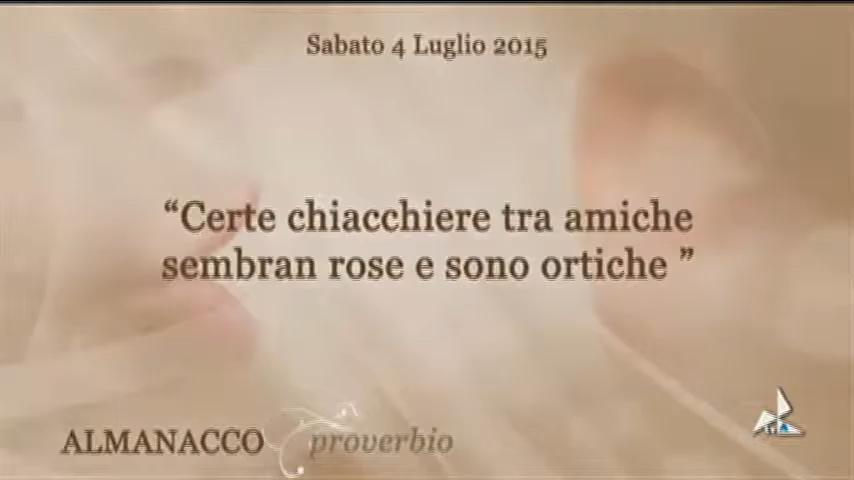 Sabato 4 Luglio 2015
“Certe chiacchiere tra amiche
sembran rose e sono ortiche ”
ALMANACCO proverbio